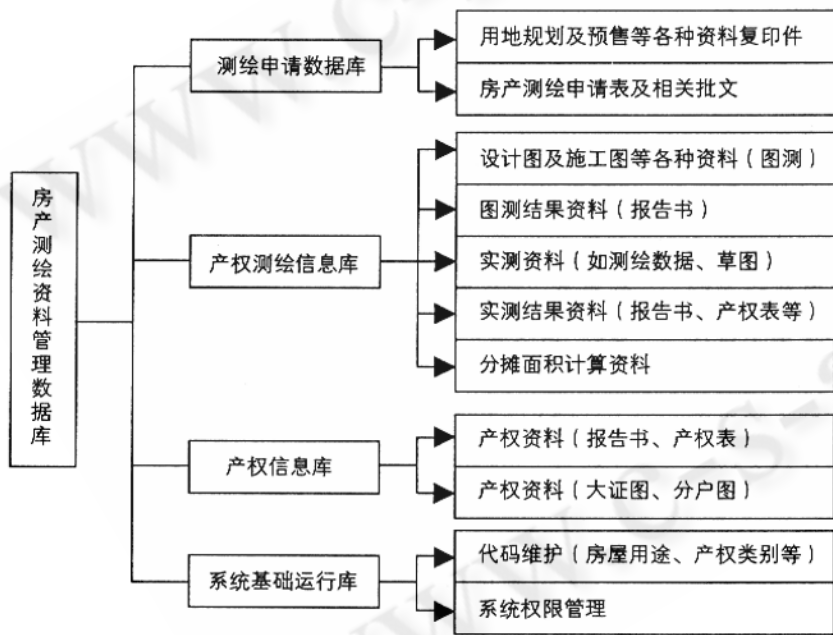 房产测绘资料管理数据库
测绘申请数据库
用地规划及预售等各种资料复印件
房产测绘申请表及相关批文
产权测绘信息库
设计图及施工图等各种资料（图测）
图测结果资料（报告书）
实测资料（如测绘数据、草图）
实测结果资料（报告书、产权表等）
分摊面积计算资料
产权信息库
产权资料（报告书、产权表）
产权资料（大证图、分户图）
系统基础运行库
代码维护（房屋用途、产权类别等）
系统权限管理